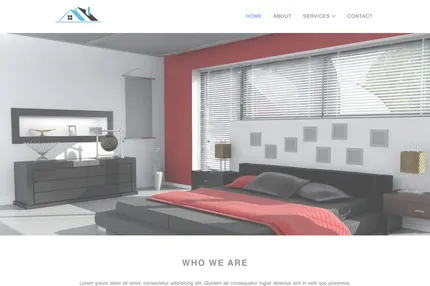 HOME ABOUT SERVICES CONTACT
WHO WE ARE
Lorem ipsum dolor sit amet, consectetur adipisicing elit. Quidem ab consequatur fugiat delectus sint in velit quo possimus,